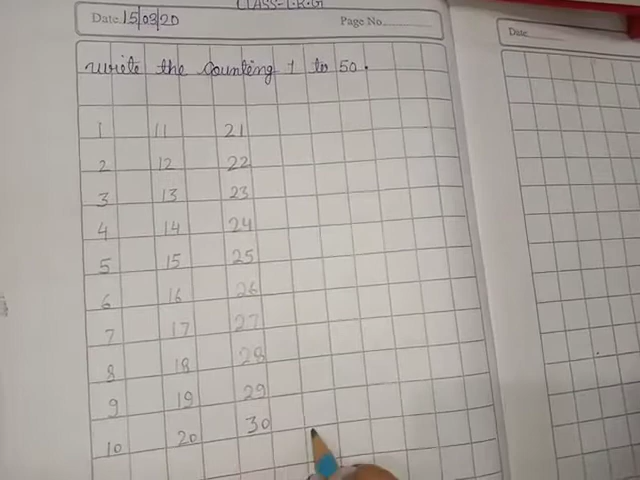 CLASS-L.K.G
Date 15/03/20 Page No.
Date
write the counting 1 to 50.
1 11 21
2 12 22
3 13 23
4 14 24
5 15 25
6 16 26
7 17 27
8 18 28
9 19 29
10 20 30